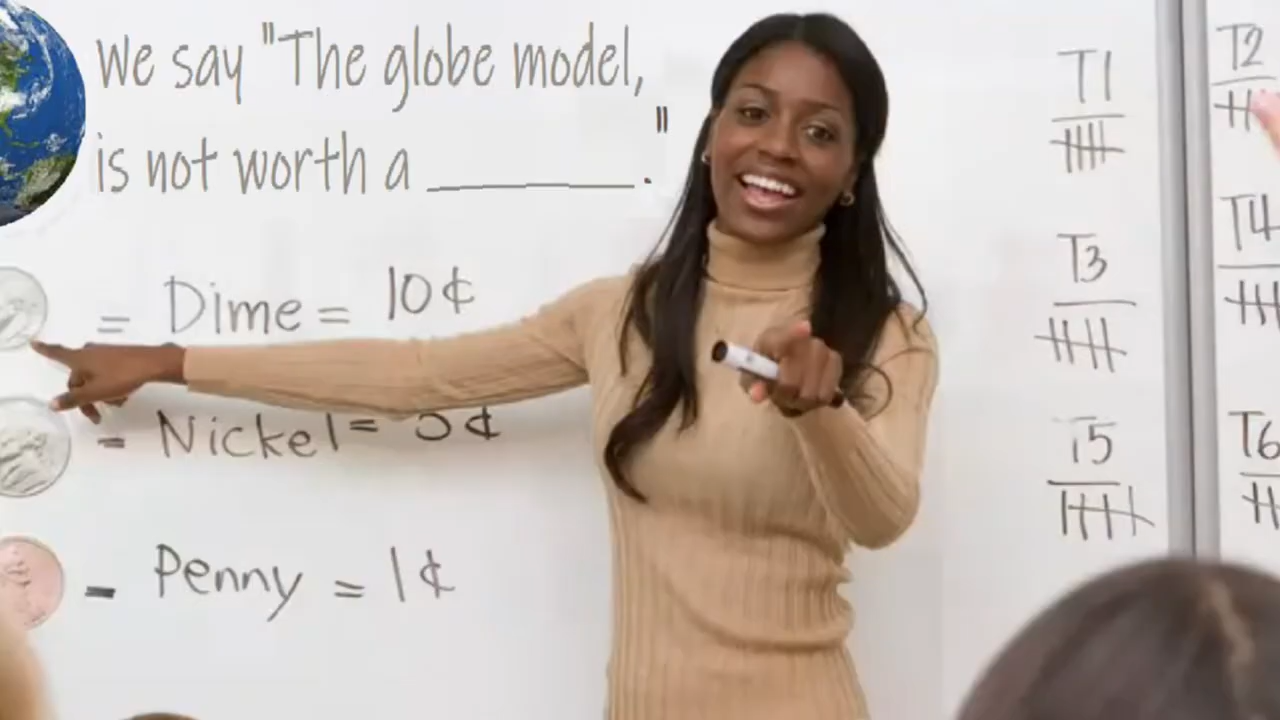 We say "The globe model,
is not worth a ______."
= Dime = 10¢
= Nickel = 5¢
- Penny = 1¢
T1
T2
T3
T4
T5
T6